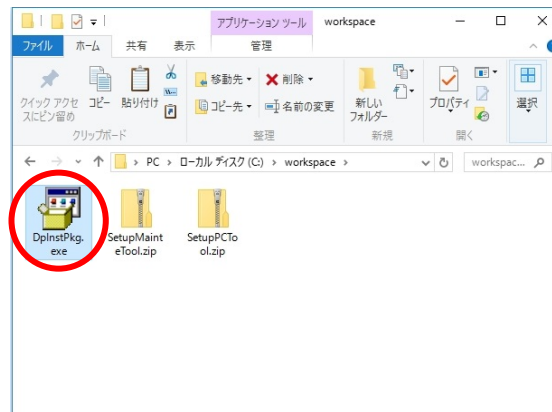 アプリケーション ツール workspace
ファイル ホーム 共有 表示 管理
クイック アクセスにピン留め
コピー
貼り付け
クリップボード
移動先
コピー先
削除
名前の変更
整理
新しいフォルダー
新規
プロパティ
開く
選択
PC › ローカル ディスク (C:) › workspace ›
workspac...
DpInstPkg.
exe
SetupMaint
eTool.zip
SetupPCTo
ol.zip